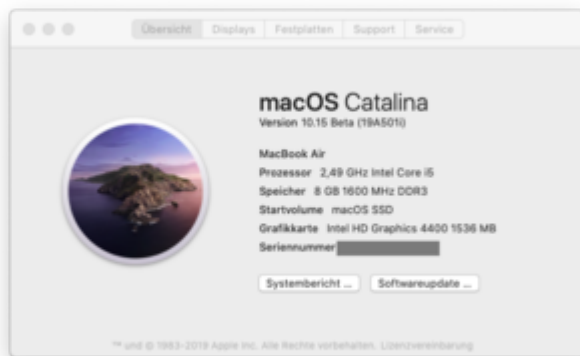 Übersicht Displays Festplatten Support Service
macOS Catalina
Version 10.15 Beta (19A501i)
MacBook Air
Prozessor 2,49 GHz Intel Core i5
Speicher 8 GB 1600 MHz DDR3
Startvolume macOS SSD
Grafikkarte Intel HD Graphics 4400 1536 MB
Seriennummer
Systembericht ... Softwareupdate ...
™ und © 1983-2019 Apple Inc. Alle Rechte vorbehalten. Lizenzvereinbarung